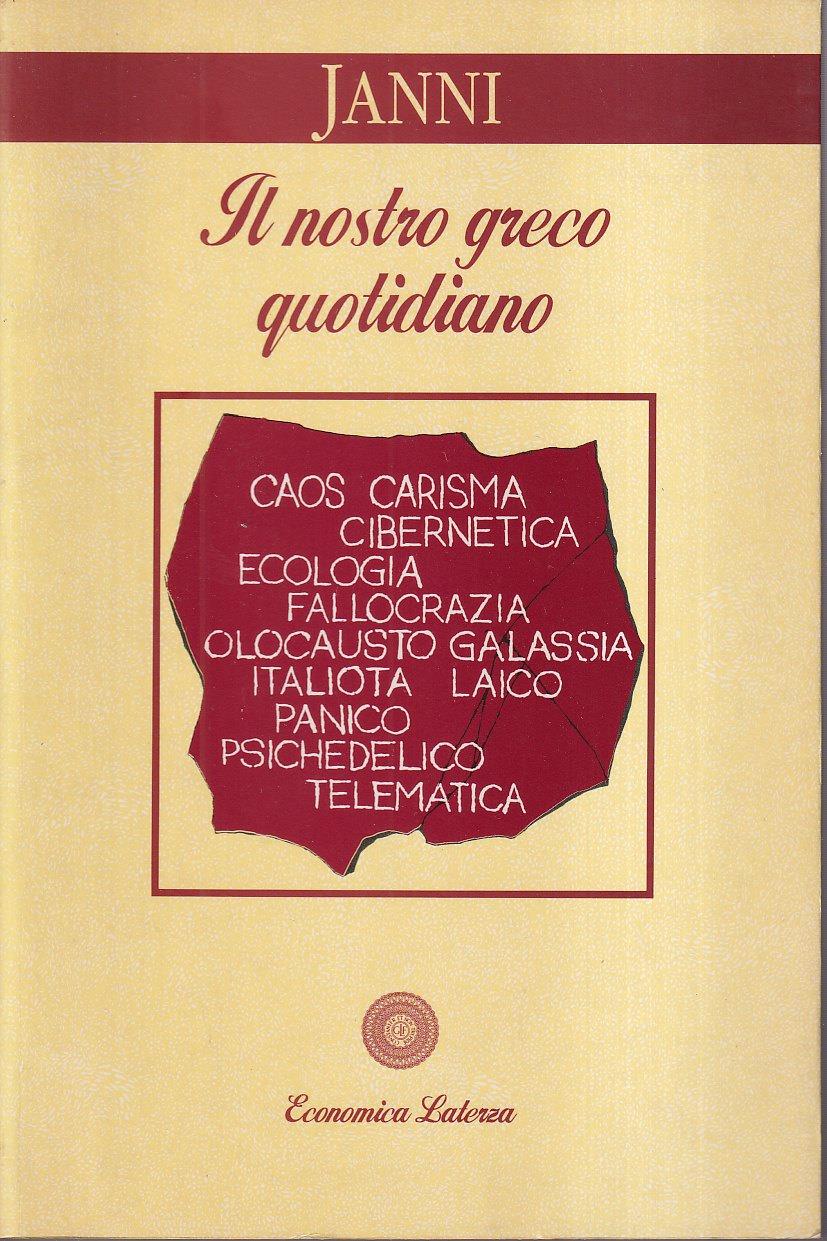 JANNI
Il nostro greco
quotidiano
CAOS CARISMA
CIBERNETICA
ECOLOGIA
FALLOCRAZIA
OLOCAUSTO GALASSIA
ITALIOTA LAICO
PANICO
PSICHEDELICO
TELEMATICA
Economica Laterza